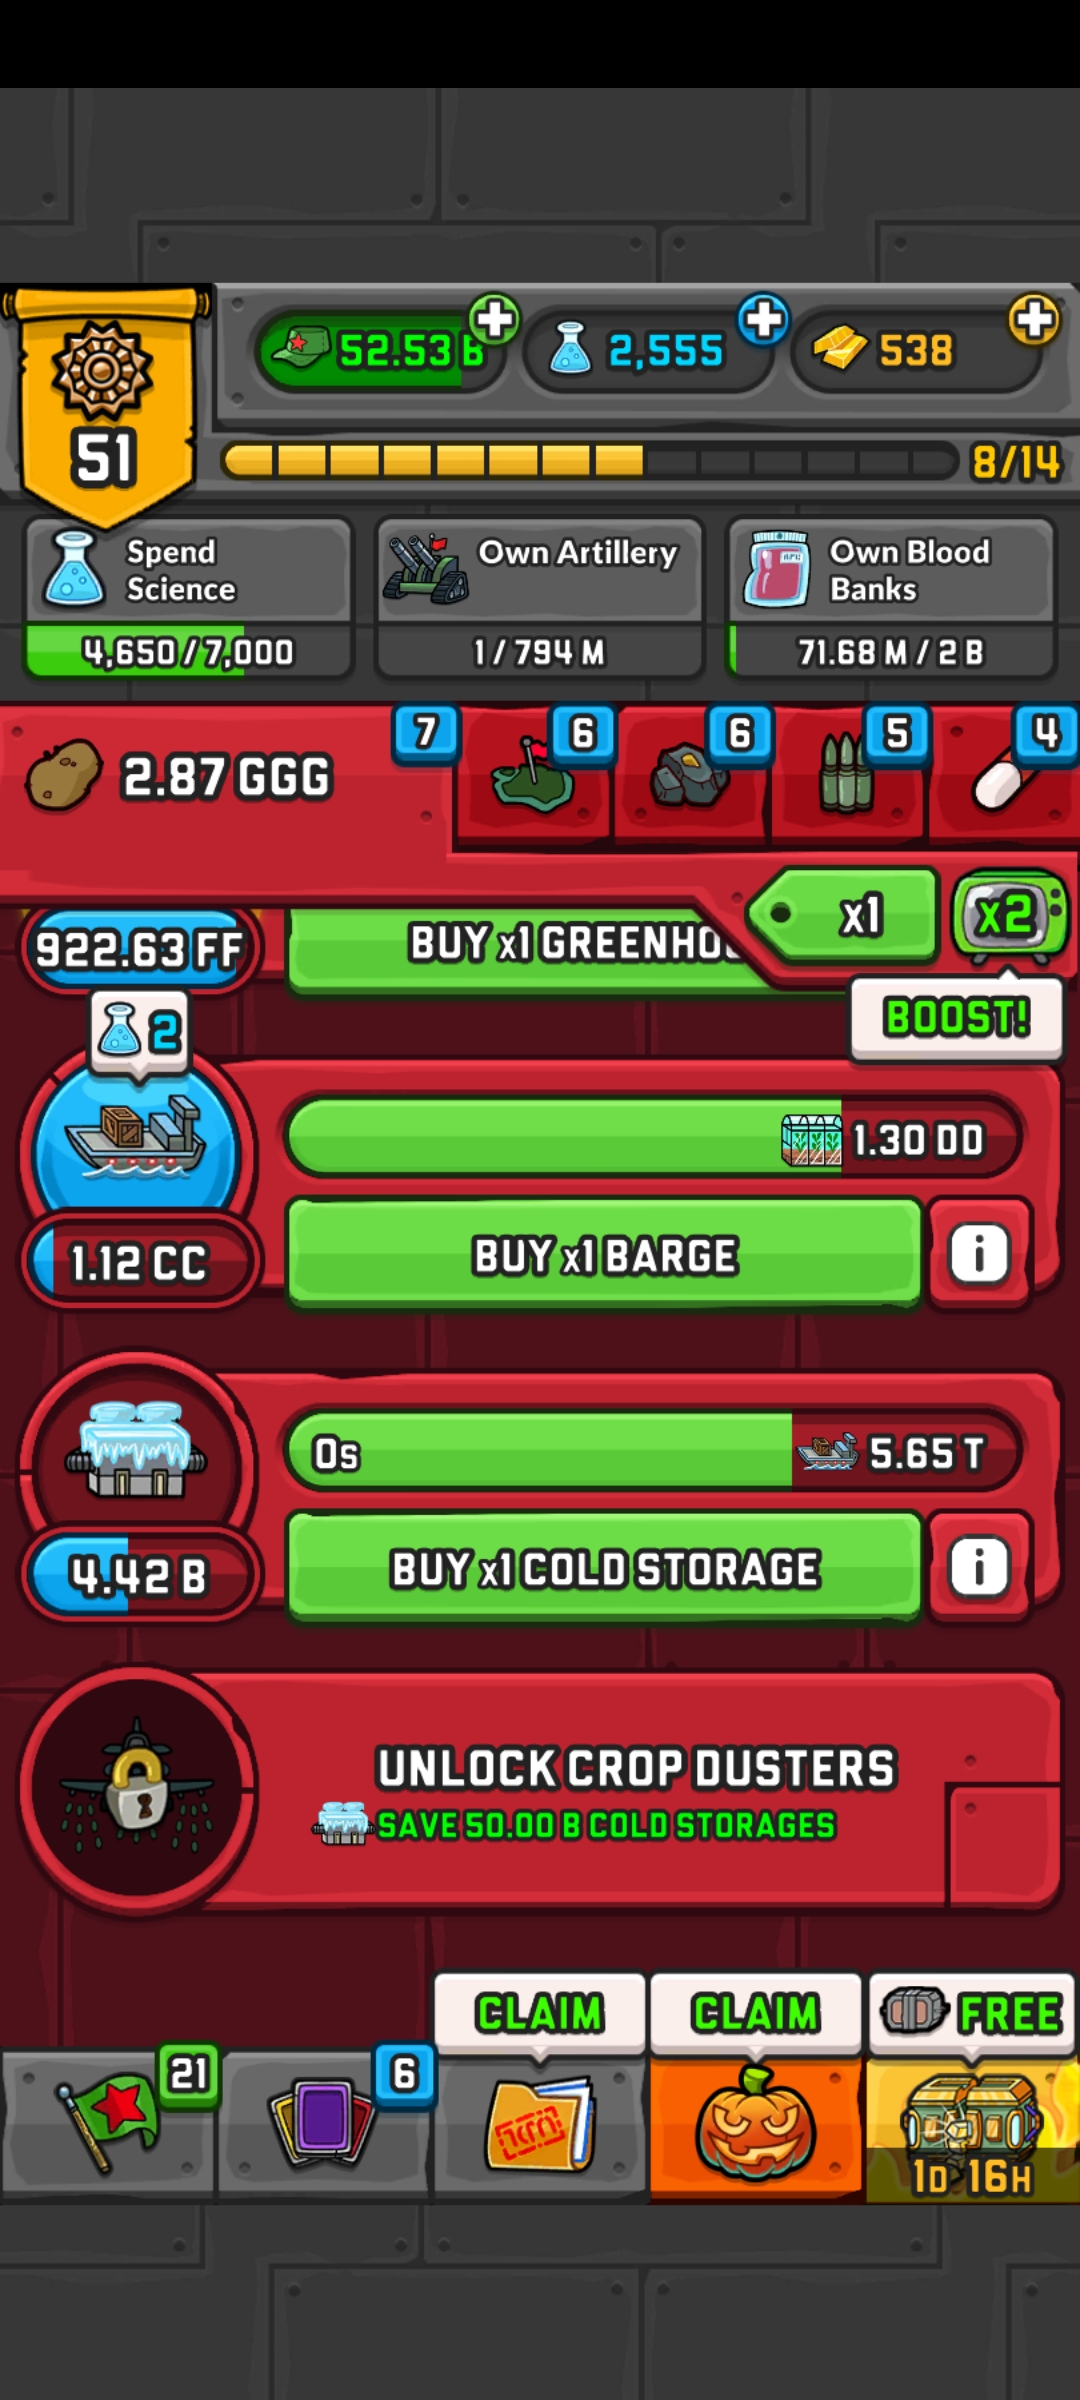 51
52.53 B
2,555
538
8/14
Spend
Science
4,650/7,000
Own Artillery
1/794 M
Own Blood
Banks
71.68 M / 2 B
2.87 GGG
7
6
6
5
4
x1
x2
BOOST!
922.63 FF
BUY x1 GREENHO
2
1.30 DD
1.12 CC
BUY x1 BARGE
i
0s
5.65 T
4.42 B
BUY x1 COLD STORAGE
i
UNLOCK CROP DUSTERS
SAVE 50.00 B COLD STORAGES
CLAIM
CLAIM
FREE
21
6
1D 16H